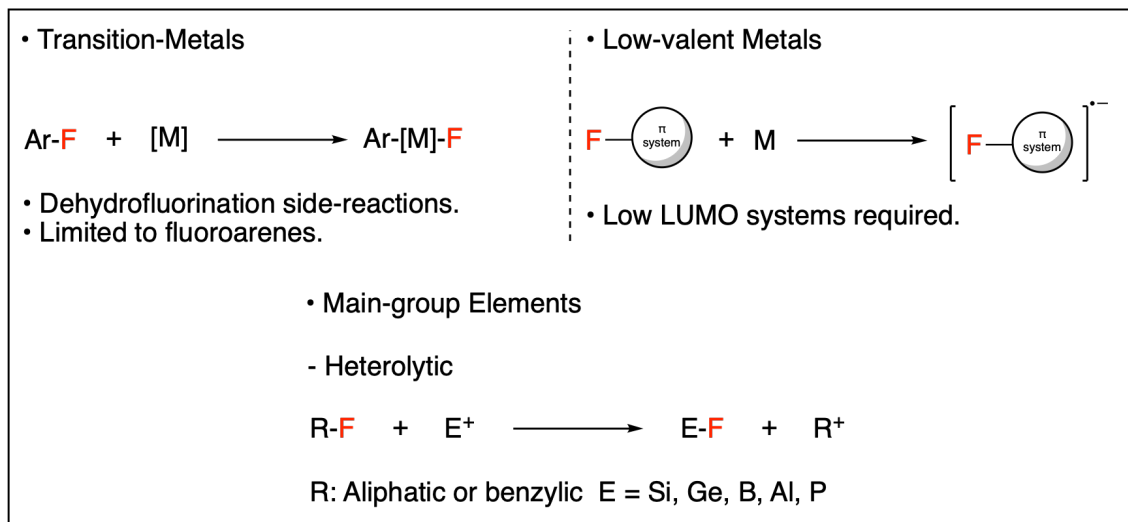 • Transition-Metals
Ar-F + [M] Ar-[M]-F
• Dehydrofluorination side-reactions.
• Limited to fluoroarenes.
• Low-valent Metals
F π system + M [ F π system ]•−
• Low LUMO systems required.
• Main-group Elements
- Heterolytic
R-F + E⁺ E-F + R⁺
R: Aliphatic or benzylic E = Si, Ge, B, Al, P